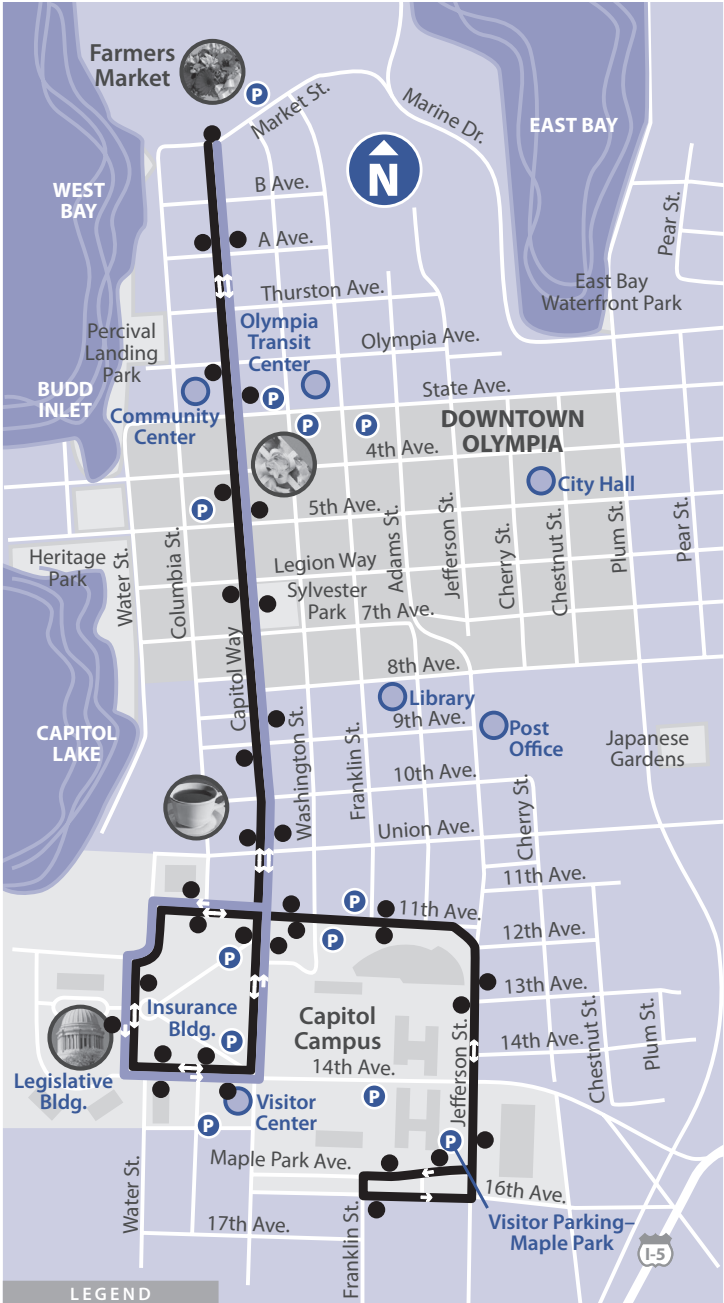 Farmers
Market
P
Market St.
Marine Dr.
EAST BAY
N
WEST
BAY
B Ave.
Pear St.
A Ave.
Thurston Ave.
East Bay
Waterfront Park
Olympia
Transit
Center
Percival
Landing
Park
Olympia Ave.
BUDD
INLET
State Ave.
P
Community
Center
P
P
DOWNTOWN
OLYMPIA
4th Ave.
City Hall
P
5th Ave.
Adams St.
Jefferson St.
Cherry St.
Chestnut St.
Plum St.
Pear St.
Heritage
Park
Water St.
Columbia St.
Legion Way
Sylvester
Park
7th Ave.
Capitol Way
8th Ave.
Library
9th Ave.
Post
Office
CAPITOL
LAKE
Washington St.
Franklin St.
Japanese
Gardens
10th Ave.
Cherry St.
Union Ave.
11th Ave.
P
11th Ave.
12th Ave.
P
P
13th Ave.
Insurance
Bldg.
Capitol
Campus
Jefferson St.
Chestnut St.
Plum St.
P
14th Ave.
14th Ave.
Legislative
Bldg.
Visitor
Center
P
P
P
Water St.
Maple Park Ave.
16th Ave.
17th Ave.
Franklin St.
Visitor Parking–
Maple Park
I-5
LEGEND